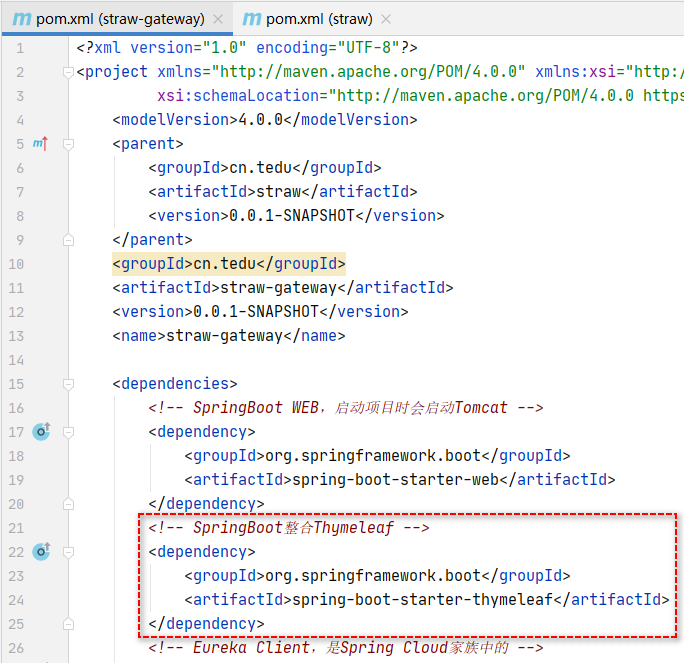 pom.xml (straw-gateway) pom.xml (straw)
1 <?xml version="1.0" encoding="UTF-8"?>
2 <project xmlns="http://maven.apache.org/POM/4.0.0" xmlns:xsi="http:/
3 xsi:schemaLocation="http://maven.apache.org/POM/4.0.0 https
4 <modelVersion>4.0.0</modelVersion>
5 <parent>
6 <groupId>cn.tedu</groupId>
7 <artifactId>straw</artifactId>
8 <version>0.0.1-SNAPSHOT</version>
9 </parent>
10 <groupId>cn.tedu</groupId>
11 <artifactId>straw-gateway</artifactId>
12 <version>0.0.1-SNAPSHOT</version>
13 <name>straw-gateway</name>
14
15 <dependencies>
16 <!-- SpringBoot WEB，启动项目时会启动Tomcat -->
17 <dependency>
18 <groupId>org.springframework.boot</groupId>
19 <artifactId>spring-boot-starter-web</artifactId>
20 </dependency>
21 <!-- SpringBoot整合Thymeleaf -->
22 <dependency>
23 <groupId>org.springframework.boot</groupId>
24 <artifactId>spring-boot-starter-thymeleaf</artifactId>
25 </dependency>
26 <!-- Eureka Client，是Spring Cloud家族中的 -->